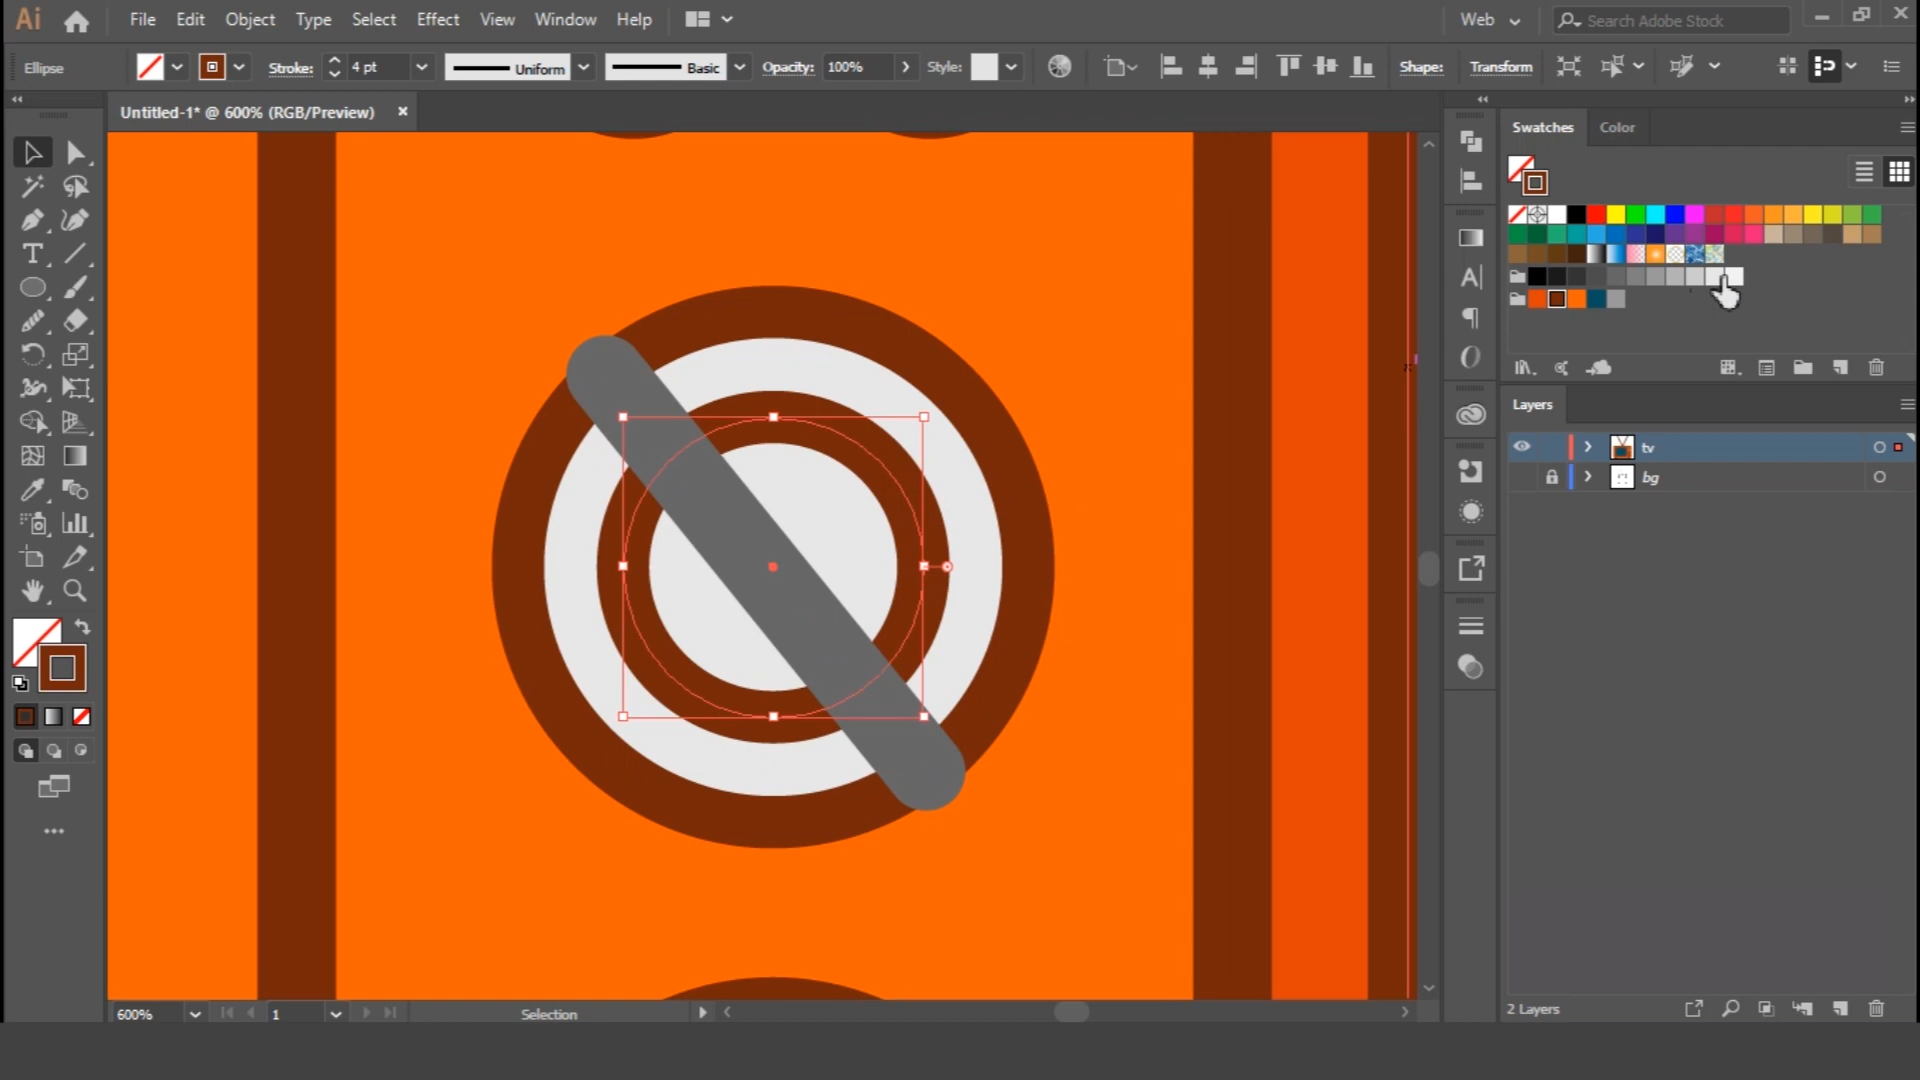 Ai File Edit Object Type Select Effect View Window Help Web Search Adobe Stock
Ellipse Stroke: 4 pt Uniform Basic Opacity: 100% Style: Shape: Transform
Untitled-1* @ 600% (RGB/Preview)
Swatches Color
Layers
tv
bg
600% 1 Selection
2 Layers